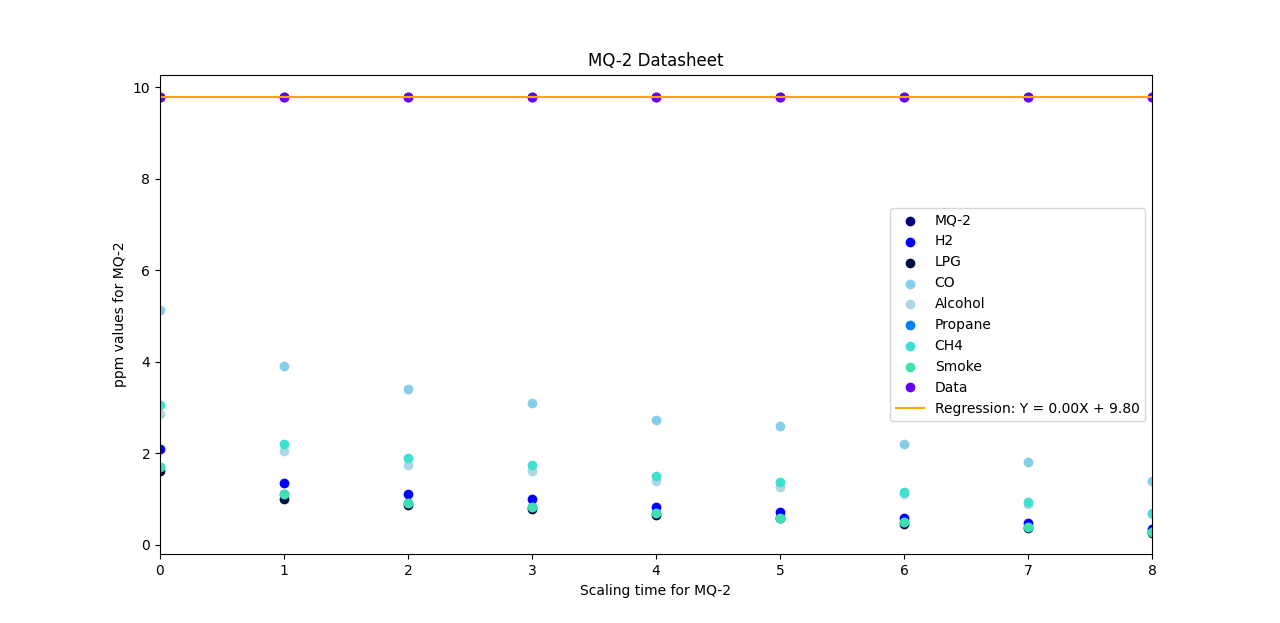 MQ-2 Datasheet
10
8
6
4
2
0
ppm values for MQ-2
MQ-2
H2
LPG
CO
Alcohol
Propane
CH4
Smoke
Data
Regression: Y = 0.00X + 9.80
0 1 2 3 4 5 6 7 8
Scaling time for MQ-2